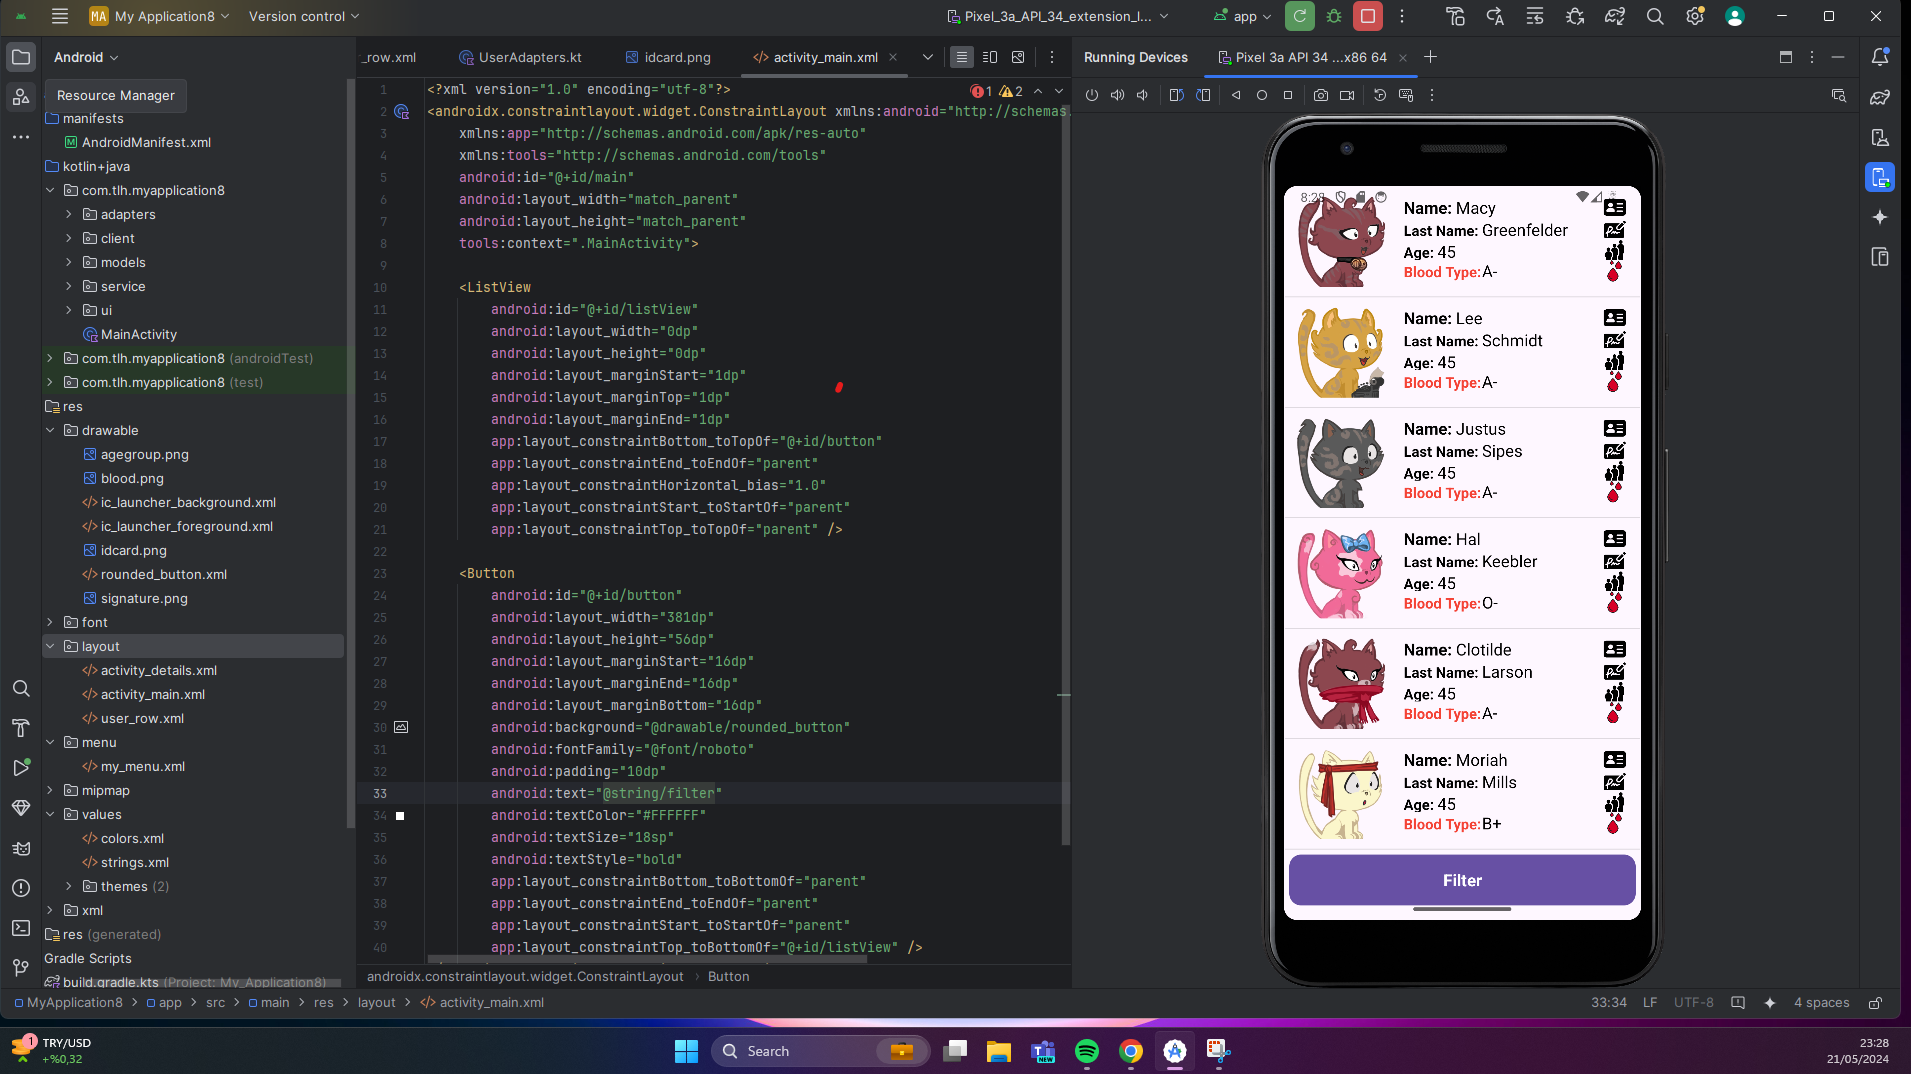 MA My Application8 Version control Pixel_3a_API_34_extension_l... app
Android
_row.xml UserAdapters.kt idcard.png activity_main.xml
Running Devices Pixel 3a API 34 ...x86 64
Resource Manager
manifests
AndroidManifest.xml
kotlin+java
com.tlh.myapplication8
adapters
client
models
service
ui
MainActivity
com.tlh.myapplication8 (androidTest)
com.tlh.myapplication8 (test)
res
drawable
agegroup.png
blood.png
ic_launcher_background.xml
ic_launcher_foreground.xml
idcard.png
rounded_button.xml
signature.png
font
layout
activity_details.xml
activity_main.xml
user_row.xml
menu
my_menu.xml
mipmap
values
colors.xml
strings.xml
themes (2)
xml
res (generated)
Gradle Scripts
build.gradle.kts (Project: My_Application8)
1 <?xml version="1.0" encoding="utf-8"?>
1 2
2 <androidx.constraintlayout.widget.ConstraintLayout xmlns:android="http://schemas.
3 xmlns:app="http://schemas.android.com/apk/res-auto"
4 xmlns:tools="http://schemas.android.com/tools"
5 android:id="@+id/main"
6 android:layout_width="match_parent"
7 android:layout_height="match_parent"
8 tools:context=".MainActivity">
9
10 <ListView
11 android:id="@+id/listView"
12 android:layout_width="0dp"
13 android:layout_height="0dp"
14 android:layout_marginStart="1dp"
15 android:layout_marginTop="1dp"
16 android:layout_marginEnd="1dp"
17 app:layout_constraintBottom_toTopOf="@+id/button"
18 app:layout_constraintEnd_toEndOf="parent"
19 app:layout_constraintHorizontal_bias="1.0"
20 app:layout_constraintStart_toStartOf="parent"
21 app:layout_constraintTop_toTopOf="parent" />
22
23 <Button
24 android:id="@+id/button"
25 android:layout_width="381dp"
26 android:layout_height="56dp"
27 android:layout_marginStart="16dp"
28 android:layout_marginEnd="16dp"
29 android:layout_marginBottom="16dp"
30 android:background="@drawable/rounded_button"
31 android:fontFamily="@font/roboto"
32 android:padding="10dp"
33 android:text="@string/filter"
34 android:textColor="#FFFFFF"
35 android:textSize="18sp"
36 android:textStyle="bold"
37 app:layout_constraintBottom_toBottomOf="parent"
38 app:layout_constraintEnd_toEndOf="parent"
39 app:layout_constraintStart_toStartOf="parent"
40 app:layout_constraintTop_toBottomOf="@+id/listView" />
androidx.constraintlayout.widget.ConstraintLayout Button
8:28
Name: Macy
Last Name: Greenfelder
Age: 45
Blood Type:A-
Name: Lee
Last Name: Schmidt
Age: 45
Blood Type:A-
Name: Justus
Last Name: Sipes
Age: 45
Blood Type:A-
Name: Hal
Last Name: Keebler
Age: 45
Blood Type:O-
Name: Clotilde
Last Name: Larson
Age: 45
Blood Type:A-
Name: Moriah
Last Name: Mills
Age: 45
Blood Type:B+
Filter
MyApplication8 app src main res layout activity_main.xml
33:34 LF UTF-8 4 spaces
1 TRY/USD
+%0,32
Search
NEW
23:28
21/05/2024